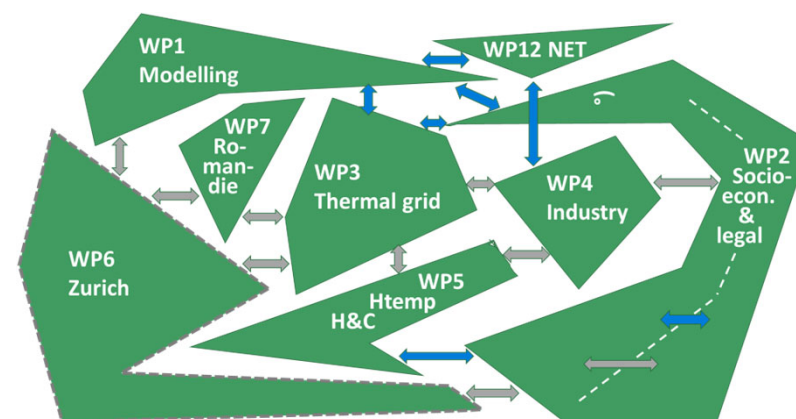 WP1
Modelling
WP12 NET
WP7
Ro-
man-
die
WP3
Thermal grid
WP4
Industry
WP2
Socio-
econ.
&
legal
WP6
Zurich
WP5
Htemp
H&C